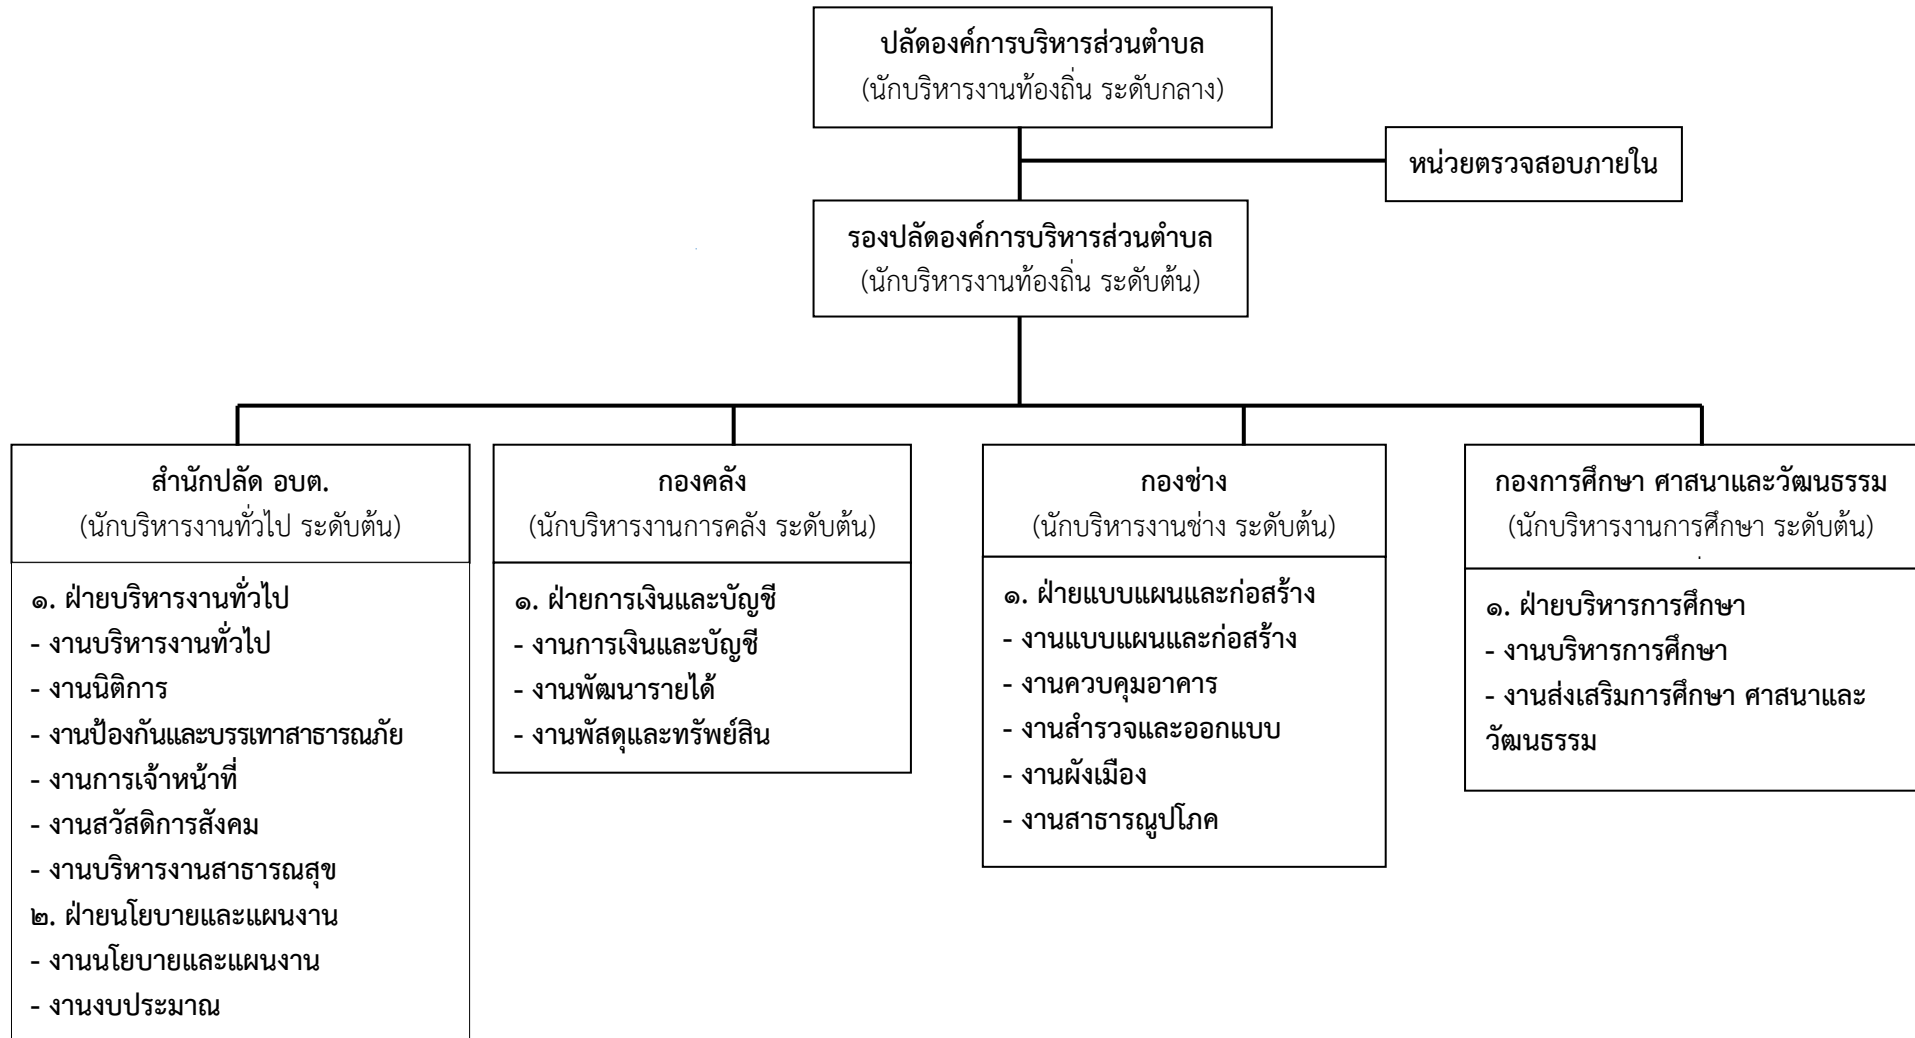 ปลัดองค์การบริหารส่วนตำบล
(นักบริหารงานท้องถิ่น ระดับกลาง)
หน่วยตรวจสอบภายใน
รองปลัดองค์การบริหารส่วนตำบล
(นักบริหารงานท้องถิ่น ระดับต้น)
สำนักปลัด อบต.
(นักบริหารงานทั่วไป ระดับต้น)
๑. ฝ่ายบริหารงานทั่วไป
- งานบริหารงานทั่วไป
- งานนิติการ
- งานป้องกันและบรรเทาสาธารณภัย
- งานการเจ้าหน้าที่
- งานสวัสดิการสังคม
- งานบริหารงานสาธารณสุข
๒. ฝ่ายนโยบายและแผนงาน
- งานนโยบายและแผนงาน
- งานงบประมาณ
กองคลัง
(นักบริหารงานการคลัง ระดับต้น)
๑. ฝ่ายการเงินและบัญชี
- งานการเงินและบัญชี
- งานพัฒนารายได้
- งานพัสดุและทรัพย์สิน
กองช่าง
(นักบริหารงานช่าง ระดับต้น)
๑. ฝ่ายแบบแผนและก่อสร้าง
- งานแบบแผนและก่อสร้าง
- งานควบคุมอาคาร
- งานสำรวจและออกแบบ
- งานผังเมือง
- งานสาธารณูปโภค
กองการศึกษา ศาสนาและวัฒนธรรม
(นักบริหารงานการศึกษา ระดับต้น)
๑. ฝ่ายบริหารการศึกษา
- งานบริหารการศึกษา
- งานส่งเสริมการศึกษา ศาสนาและ
วัฒนธรรม